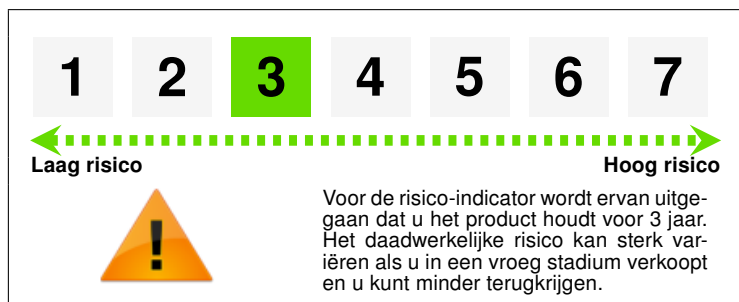 1 2 3 4 5 6 7
Laag risico Hoog risico
!
Voor de risico-indicator wordt ervan uitge-
gaan dat u het product houdt voor 3 jaar.
Het daadwerkelijke risico kan sterk var-
iëren als u in een vroeg stadium verkoopt
en u kunt minder terugkrijgen.